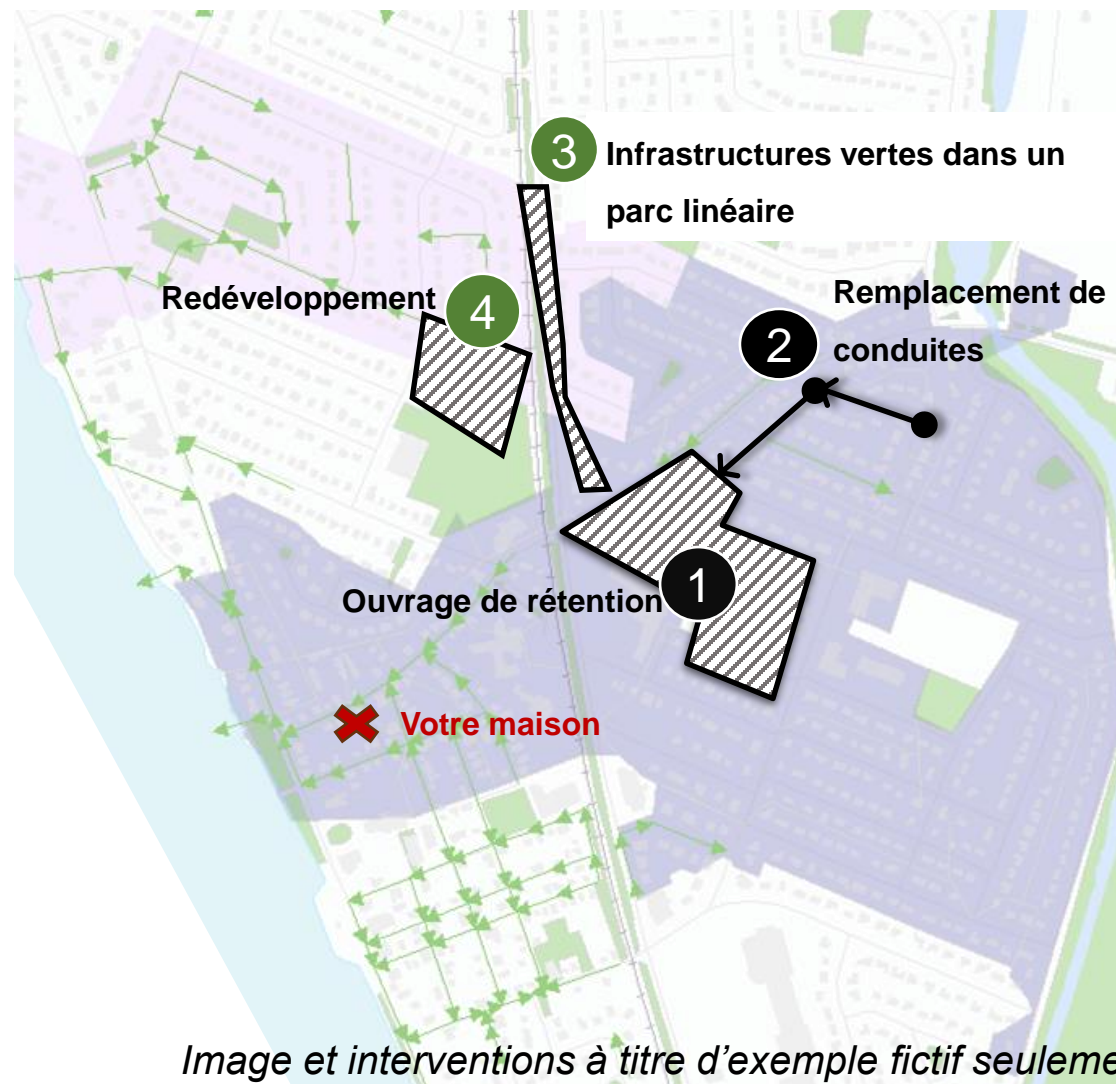 3
Infrastructures vertes dans un
parc linéaire
Redéveloppement
4
Remplacement de
2
conduites
Ouvrage de rétention
1
Votre maison
Image et interventions à titre d’exemple fictif seuleme